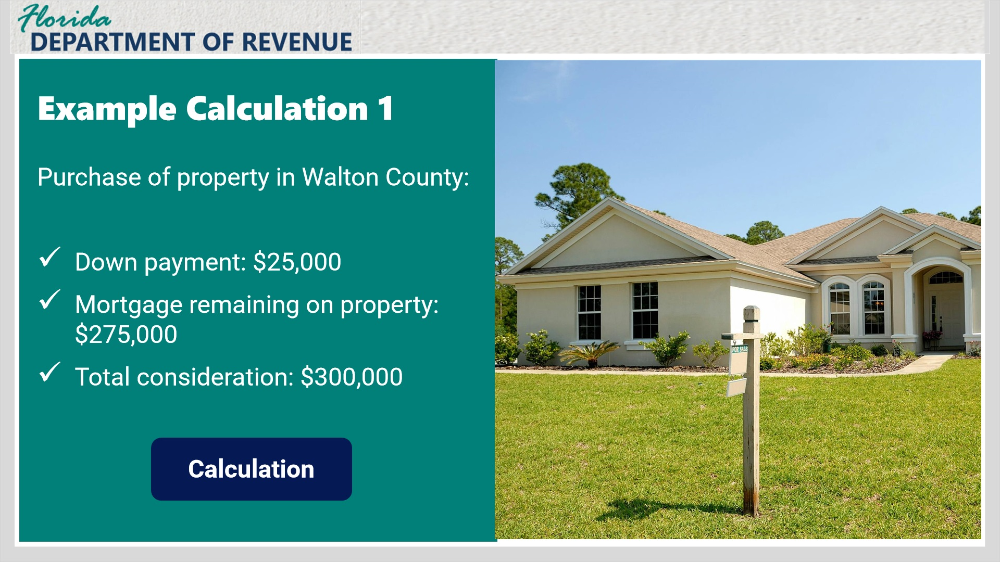 Florida
DEPARTMENT OF REVENUE
Example Calculation 1
Purchase of property in Walton County:
Down payment: $25,000
Mortgage remaining on property:
$275,000
Total consideration: $300,000
Calculation
FOR SALE